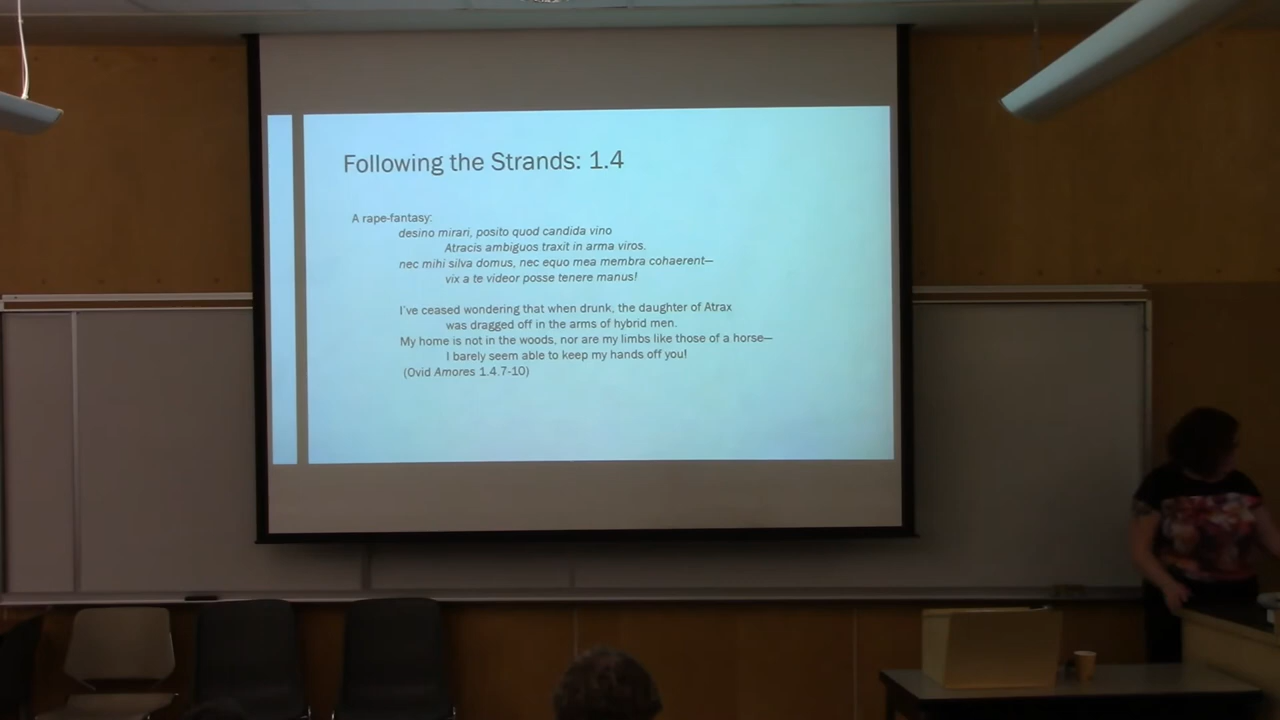 Following the Strands: 1.4
A rape-fantasy:
desino mirari, posito quod candida vino
Atracis ambiguos traxit in arma viros.
nec mihi silva domus, nec equo mea membra cohaerent—
vix a te videor posse tenere manus!
I've ceased wondering that when drunk, the daughter of Atrax
was dragged off in the arms of hybrid men.
My home is not in the woods, nor are my limbs like those of a horse—
I barely seem able to keep my hands off you!
(Ovid Amores 1.4.7-10)